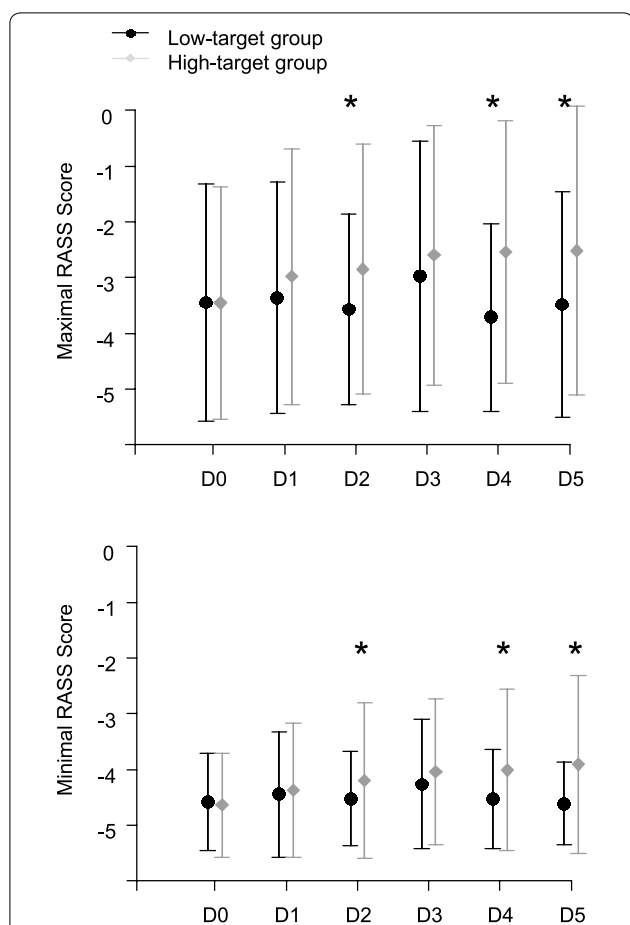 Low-target group
High-target group
* * *
0
-1
-2
-3
-4
-5
Maximal RASS Score
D0 D1 D2 D3 D4 D5
0
-1
* * *
-2
-3
-4
-5
Minimal RASS Score
D0 D1 D2 D3 D4 D5